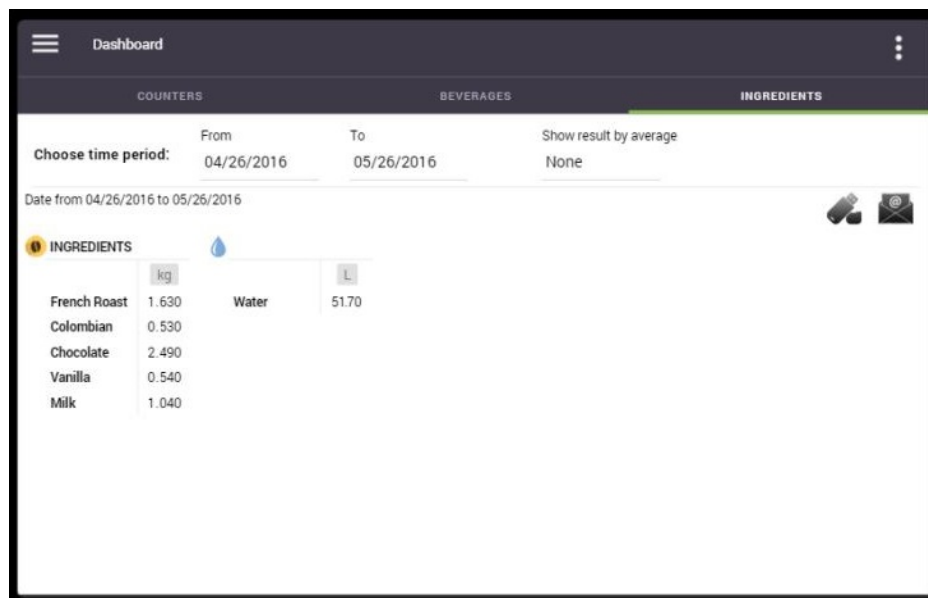 Dashboard
COUNTERS BEVERAGES INGREDIENTS
From To Show result by average
Choose time period: 04/26/2016 05/26/2016 None
Date from 04/26/2016 to 05/26/2016
@
INGREDIENTS
kg L
French Roast 1.630 Water 51.70
Colombian 0.530
Chocolate 2.490
Vanilla 0.540
Milk 1.040